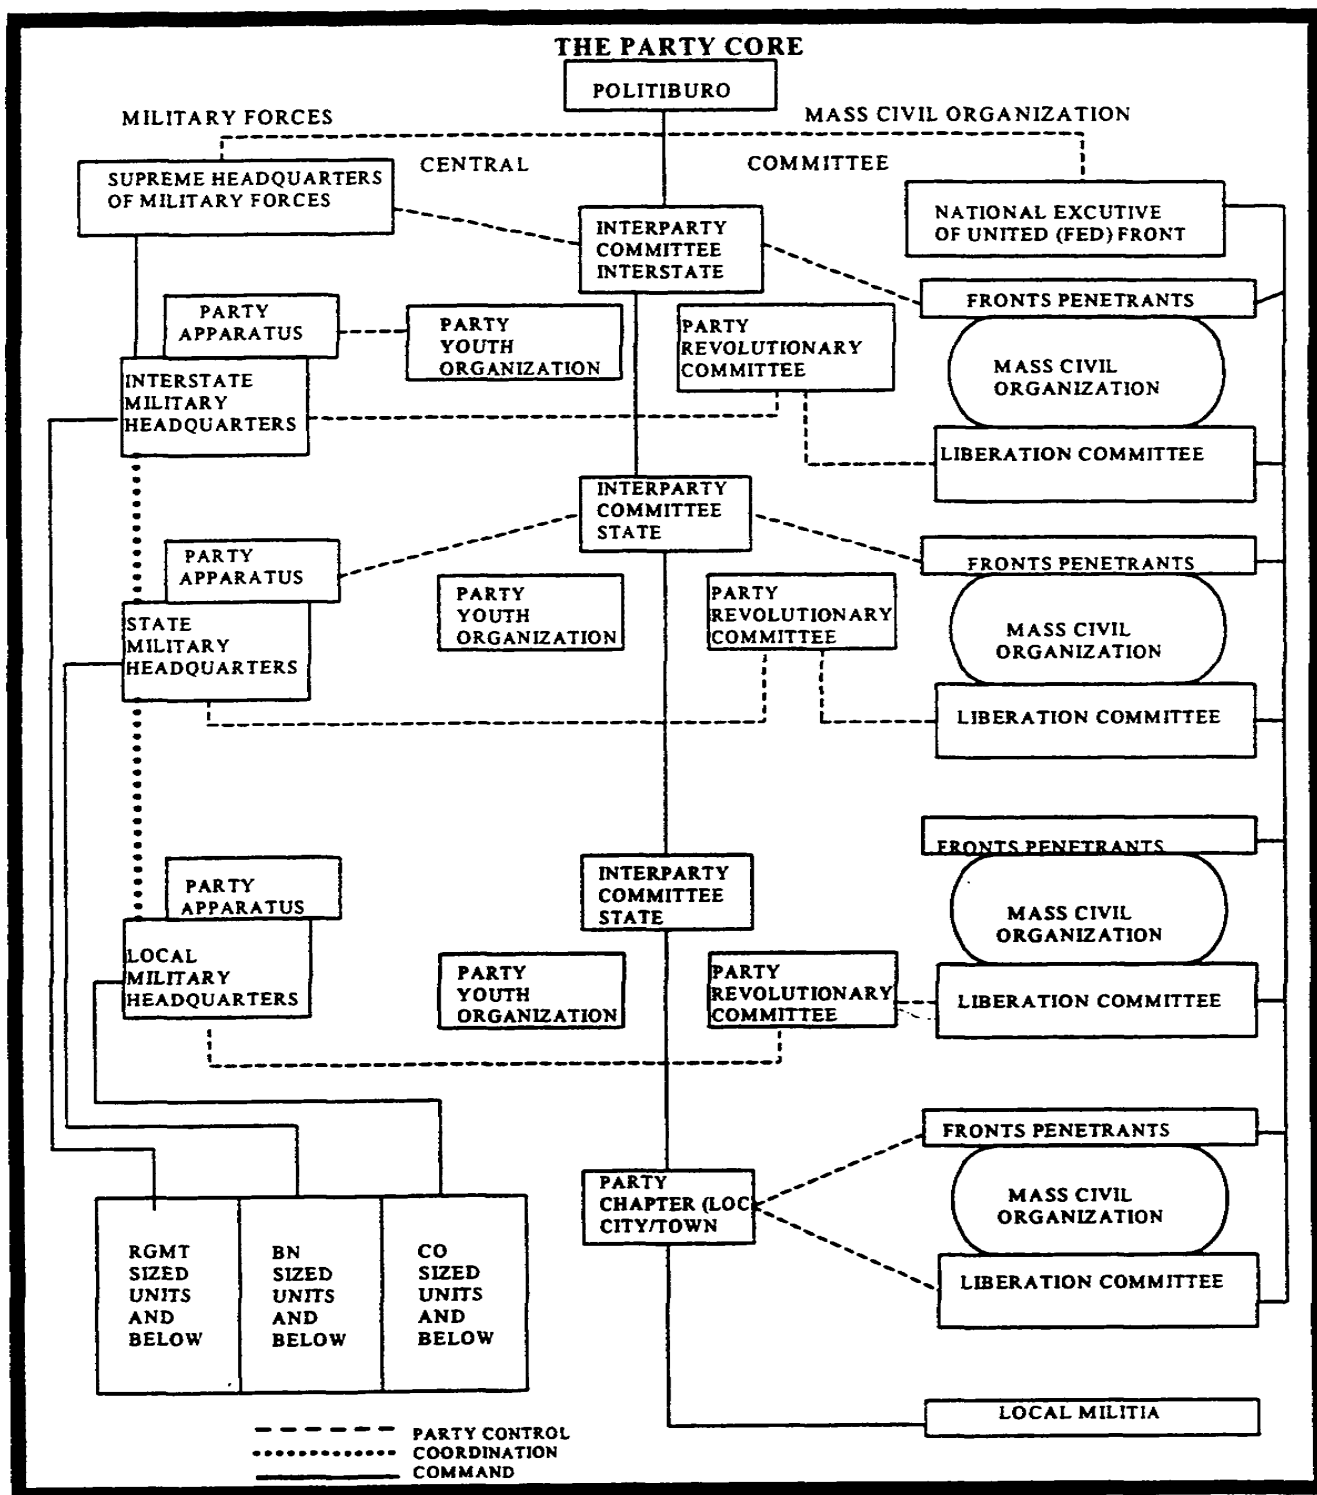 THE PARTY CORE
POLITIBURO
MILITARY FORCES
MASS CIVIL ORGANIZATION
CENTRAL
COMMITTEE
SUPREME HEADQUARTERS
OF MILITARY FORCES
INTERPARTY
COMMITTEE
INTERSTATE
NATIONAL EXCUTIVE
OF UNITED (FED) FRONT
PARTY
APPARATUS
PARTY
YOUTH
ORGANIZATION
PARTY
REVOLUTIONARY
COMMITTEE
FRONTS PENETRANTS
MASS CIVIL
ORGANIZATION
INTERSTATE
MILITARY
HEADQUARTERS
LIBERATION COMMITTEE
INTERPARTY
COMMITTEE
STATE
PARTY
APPARATUS
FRONTS PENETRANTS
STATE
MILITARY
HEADQUARTERS
PARTY
YOUTH
ORGANIZATION
PARTY
REVOLUTIONARY
COMMITTEE
MASS CIVIL
ORGANIZATION
LIBERATION COMMITTEE
FRONTS PENETRANTS
PARTY
APPARATUS
INTERPARTY
COMMITTEE
STATE
MASS CIVIL
ORGANIZATION
LOCAL
MILITARY
HEADQUARTERS
PARTY
YOUTH
ORGANIZATION
PARTY
REVOLUTIONARY
COMMITTEE
LIBERATION COMMITTEE
FRONTS PENETRANTS
PARTY
CHAPTER (LOC
CITY/TOWN
MASS CIVIL
ORGANIZATION
LIBERATION COMMITTEE
RGMT
SIZED
UNITS
AND
BELOW
BN
SIZED
UNITS
AND
BELOW
CO
SIZED
UNITS
AND
BELOW
LOCAL MILITIA
PARTY CONTROL
COORDINATION
COMMAND